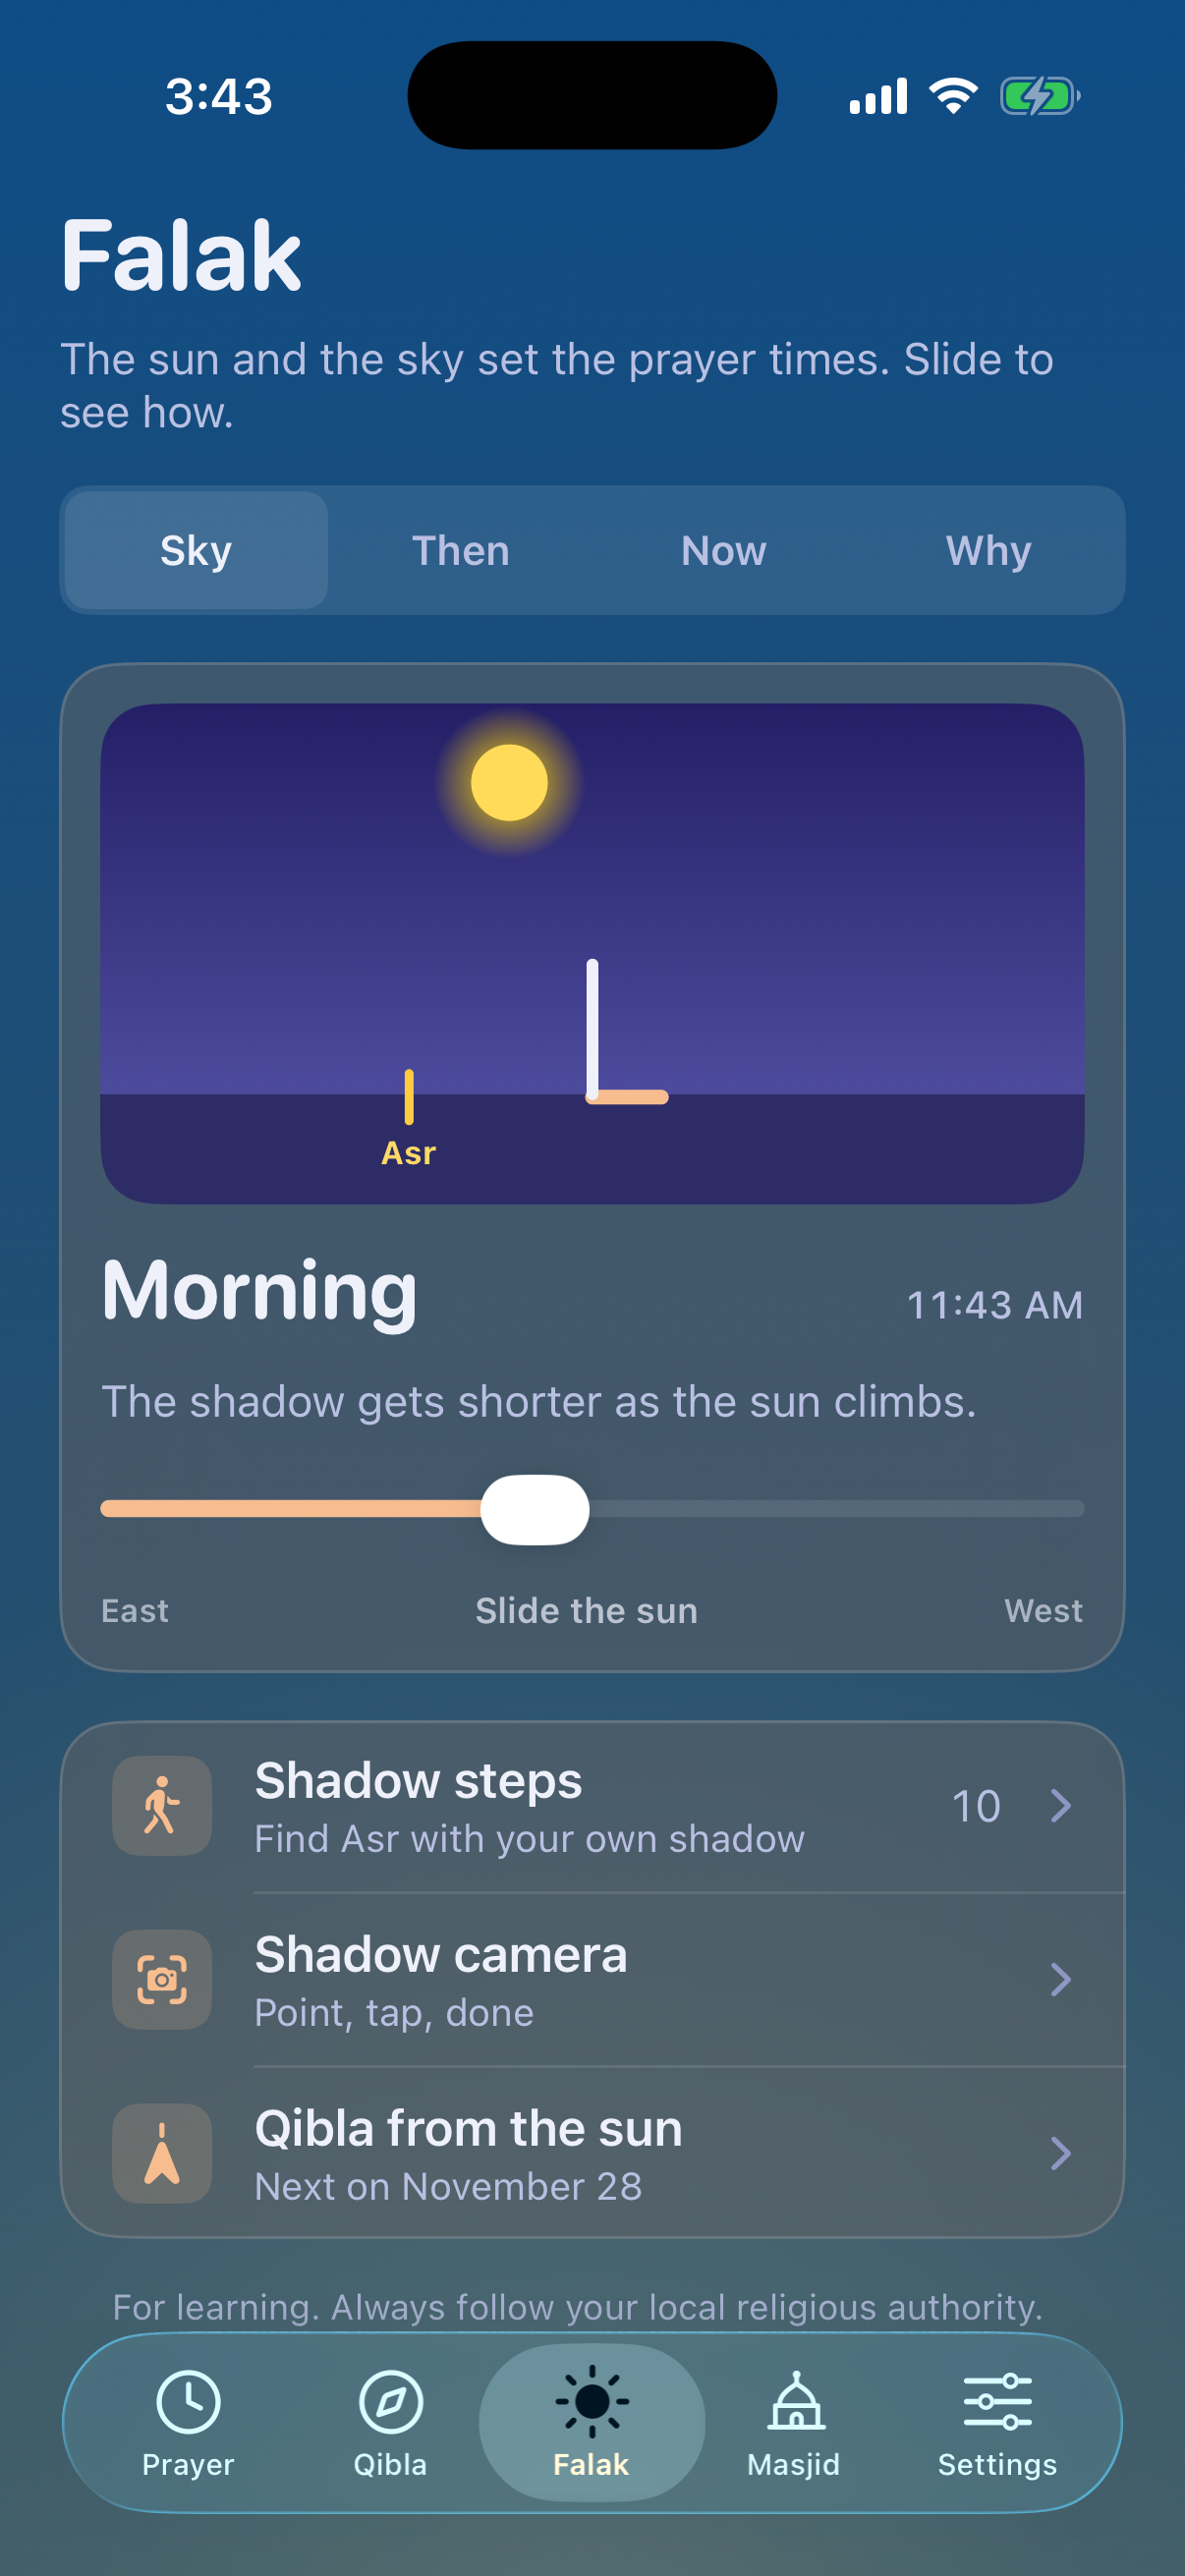 3:43
Falak
The sun and the sky set the prayer times. Slide to
see how.
Sky
Then
Now
Why
Asr
Morning
11:43 AM
The shadow gets shorter as the sun climbs.
East
Slide the sun
West
Shadow steps
10
Find Asr with your own shadow
Shadow camera
Point, tap, done
Qibla from the sun
Next on November 28
For learning. Always follow your local religious authority.
Prayer
Qibla
Falak
Masjid
Settings